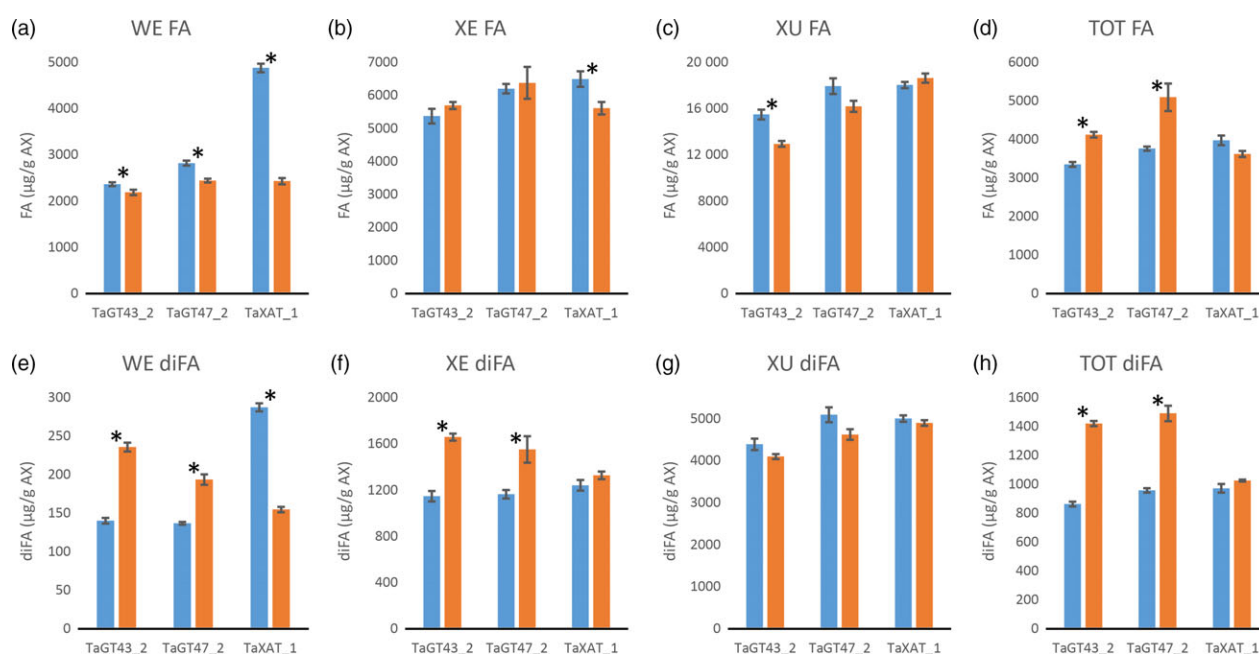 (a) WE FA
FA (µg/g AX)
5000
4000
3000
2000
1000
0
TaGT43_2 TaGT47_2 TaXAT_1
* * *
(b) XE FA
FA (µg/g AX)
7000
6000
5000
4000
3000
2000
1000
0
TaGT43_2 TaGT47_2 TaXAT_1
*
(c) XU FA
FA (µg/g AX)
20 000
16 000
12 000
8000
4000
0
TaGT43_2 TaGT47_2 TaXAT_1
*
(d) TOT FA
FA (µg/g AX)
6000
5000
4000
3000
2000
1000
0
TaGT43_2 TaGT47_2 TaXAT_1
* *
(e) WE diFA
diFA (µg/g AX)
300
250
200
150
100
50
0
TaGT43_2 TaGT47_2 TaXAT_1
* * *
(f) XE diFA
diFA (µg/g AX)
2000
1600
1200
800
400
0
TaGT43_2 TaGT47_2 TaXAT_1
* *
(g) XU diFA
diFA (µg/g AX)
5000
4000
3000
2000
1000
0
TaGT43_2 TaGT47_2 TaXAT_1
(h) TOT diFA
diFA (µg/g AX)
1600
1400
1200
1000
800
600
400
200
0
TaGT43_2 TaGT47_2 TaXAT_1
* *